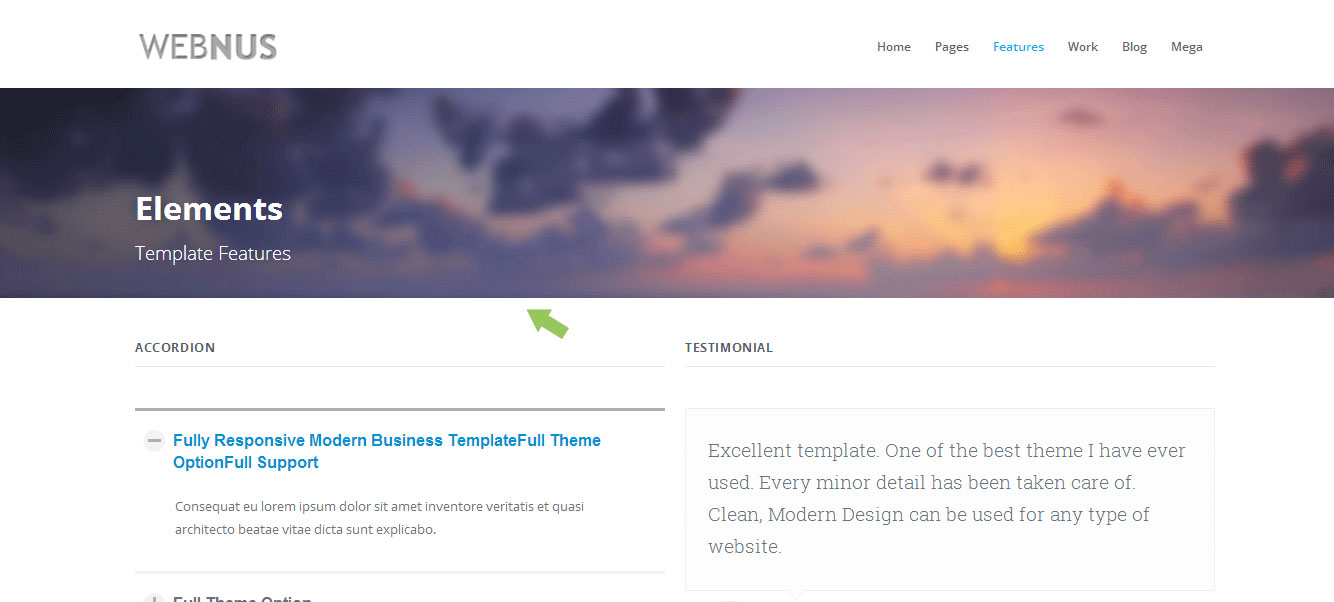 WEBNUS
Home Pages Features Work Blog Mega
Elements
Template Features
ACCORDION
Fully Responsive Modern Business TemplateFull Theme
OptionFull Support
Consequat eu lorem ipsum dolor sit amet inventore veritatis et quasi
architecto beatae vitae dicta sunt explicabo.
Full Theme Option
TESTIMONIAL
Excellent template. One of the best theme I have ever
used. Every minor detail has been taken care of.
Clean, Modern Design can be used for any type of
website.